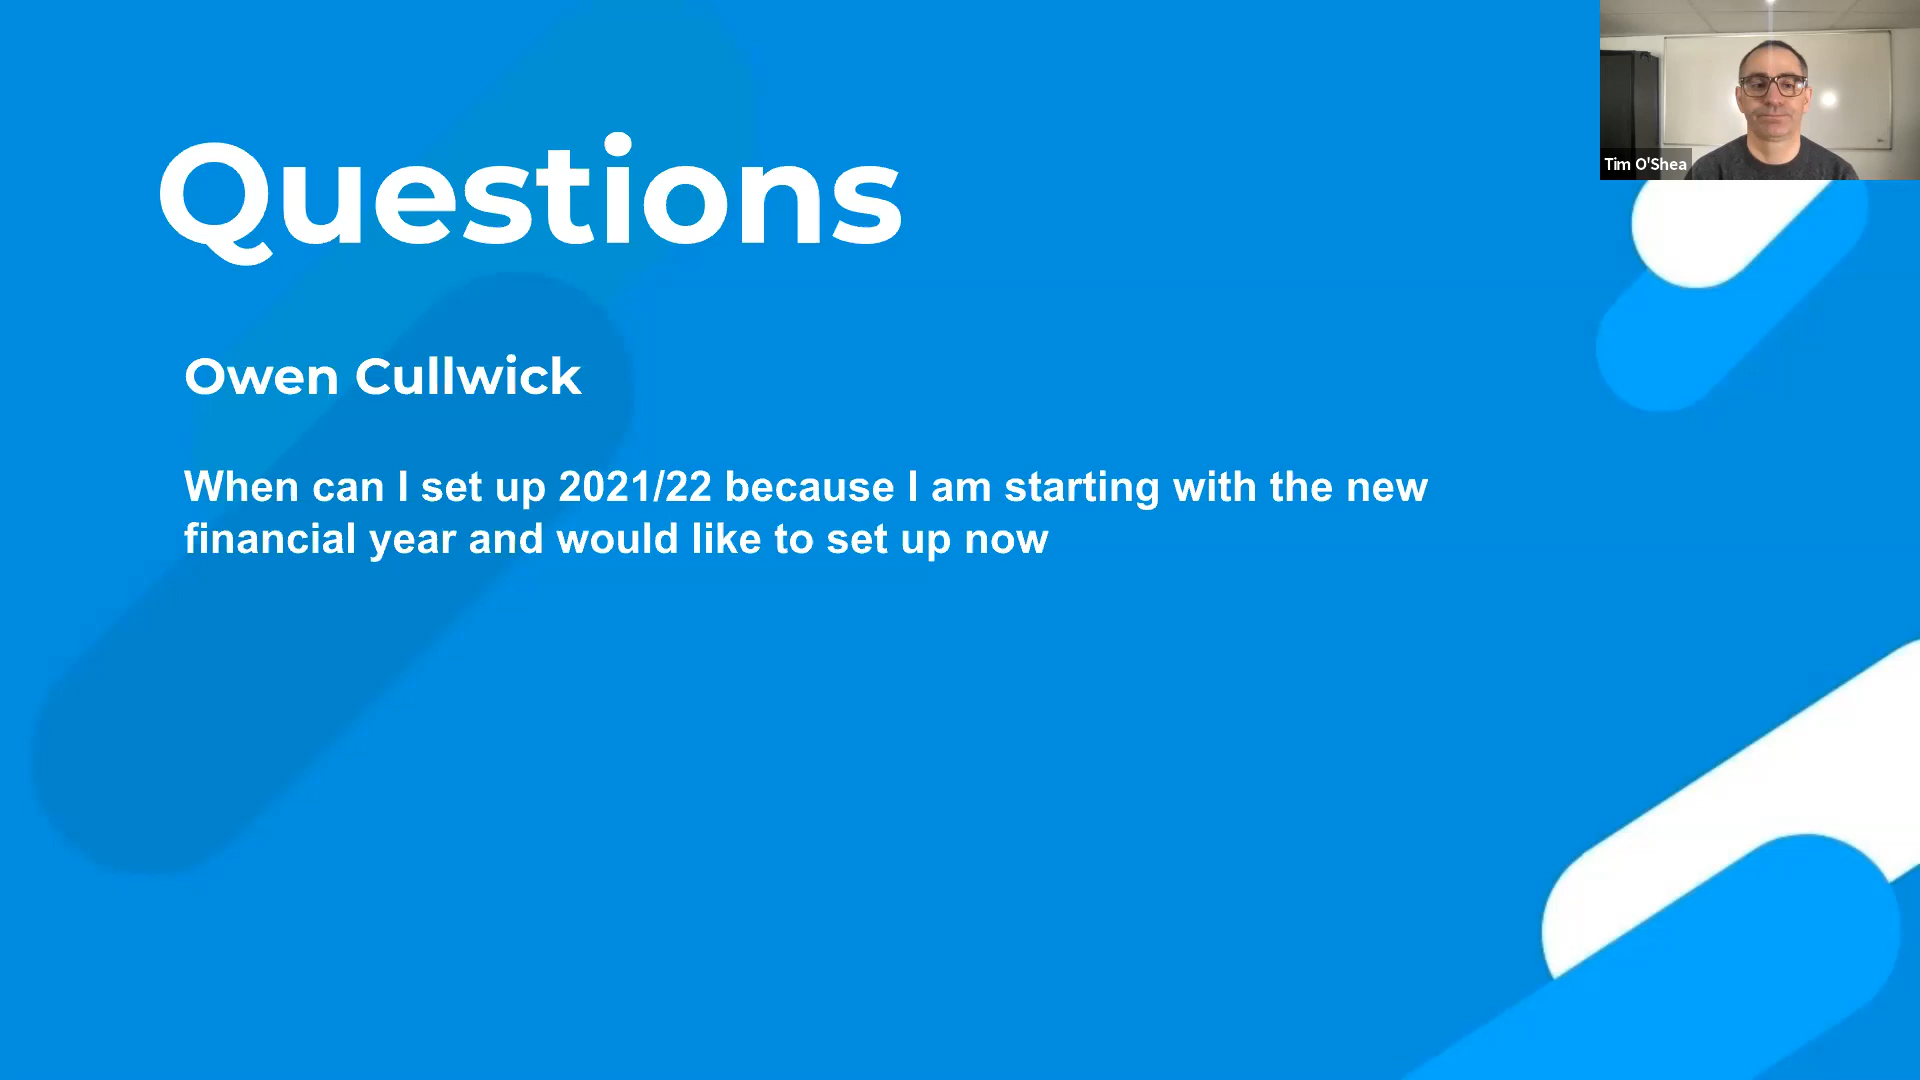 Questions
Tim O'Shea
Owen Cullwick
When can I set up 2021/22 because I am starting with the new
financial year and would like to set up now